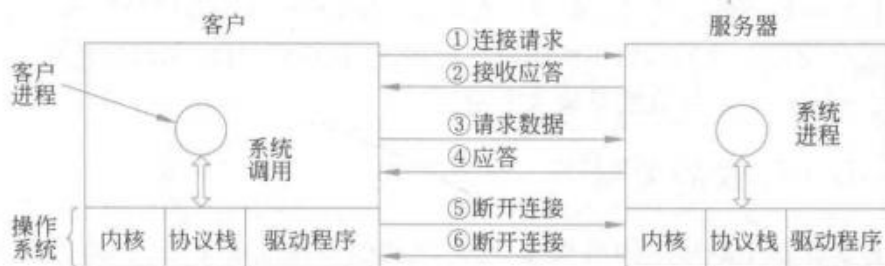 客户
服务器
①连接请求
②接收应答
客户
进程
③请求数据
系统
调用
系统
进程
④应答
操作
系统
内核
协议栈
驱动程序
⑤断开连接
⑥断开连接
内核
协议栈
驱动程序